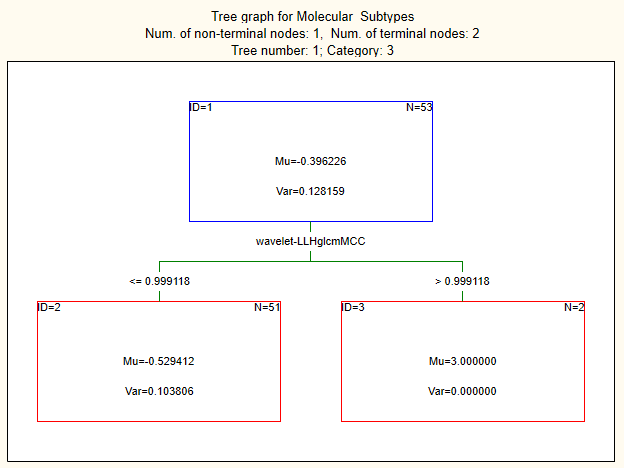 Tree graph for Molecular  Subtypes
Num. of non-terminal nodes: 1,  Num. of terminal nodes: 2
Tree number: 1; Category: 3
ID=1 N=53
Mu=-0.396226
Var=0.128159
wavelet-LLHglcmMCC
<= 0.999118 > 0.999118
ID=2 N=51 ID=3 N=2
Mu=-0.529412 Mu=3.000000
Var=0.103806 Var=0.000000